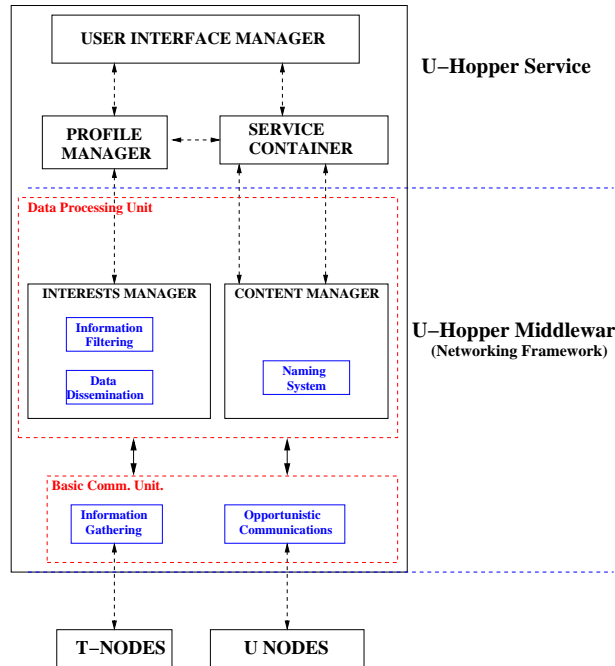 USER INTERFACE MANAGER
U−Hopper Service
PROFILE
MANAGER
SERVICE
CONTAINER
Data Processing Unit
INTERESTS MANAGER
Information
Filtering
Data
Dissemination
CONTENT MANAGER
Naming
System
U−Hopper Middlewar
(Networking Framework)
Basic Comm. Unit.
Information
Gathering
Opportunistic
Communications
T−NODES
U NODES